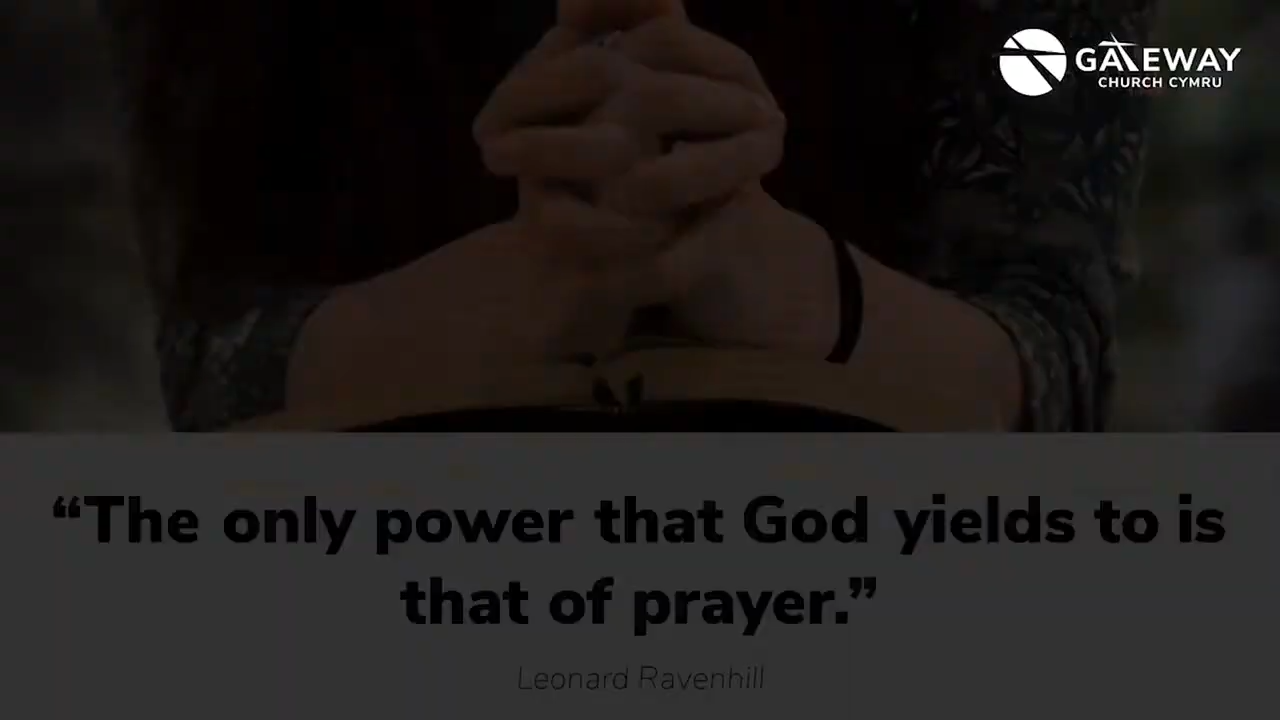 GATEWAY
CHURCH CYMRU
“The only power that God yields to is
that of prayer.”
Leonard Ravenhill